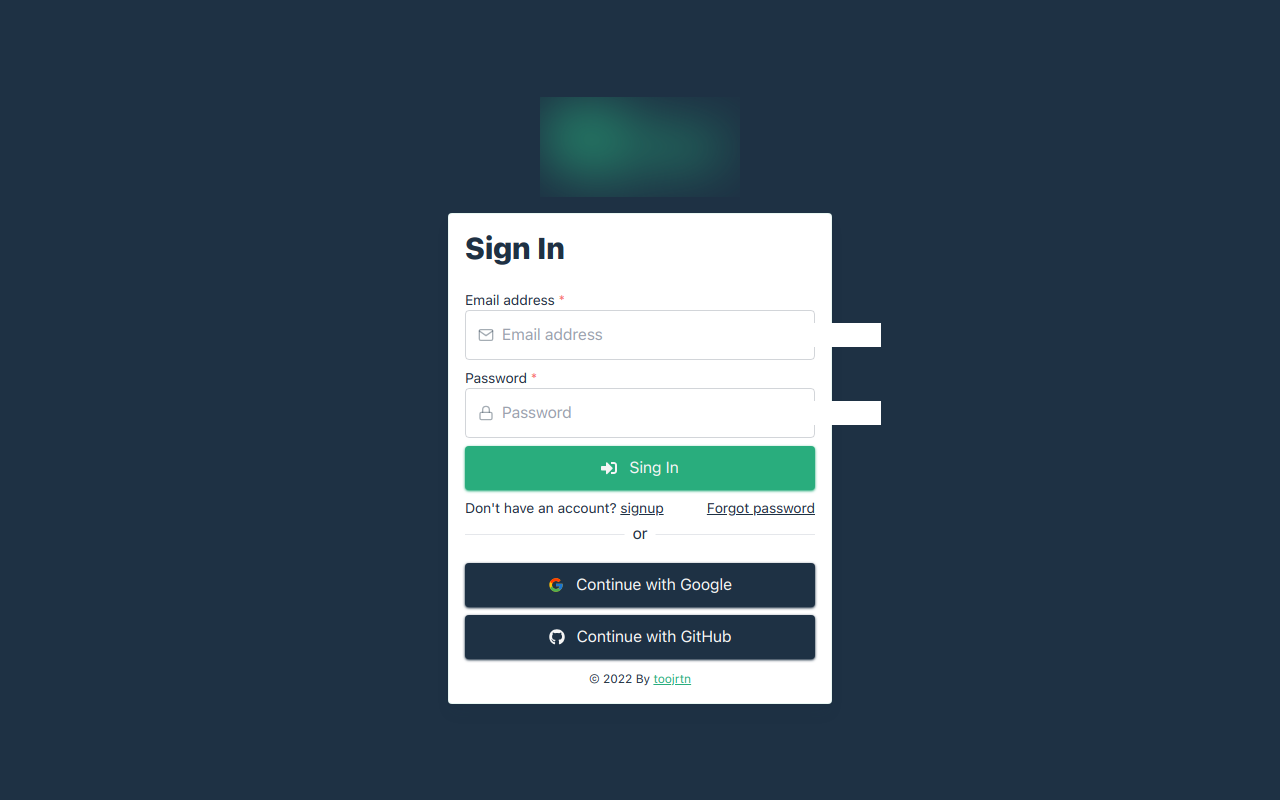 Sign In
Email address *
Email address
Password *
Password
Sing In
Don't have an account? signup Forgot password
or
Continue with Google
Continue with GitHub
© 2022 By toojrtn